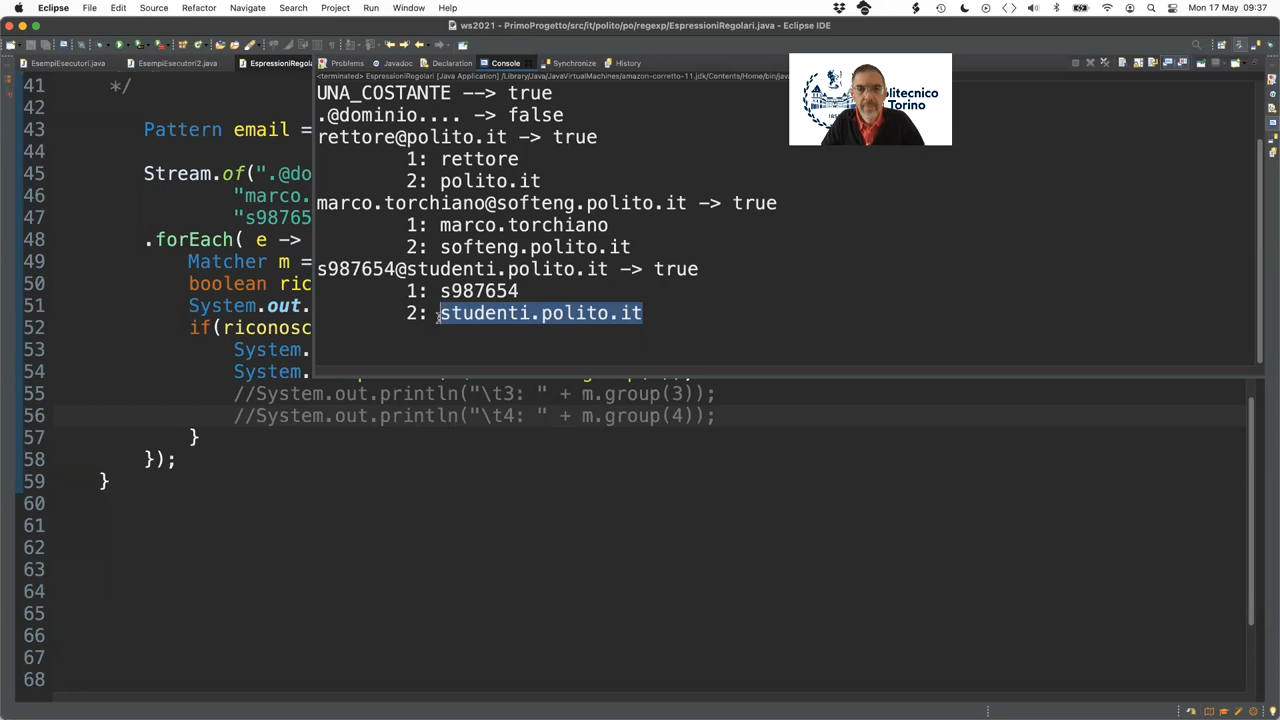 Eclipse File Edit Source Refactor Navigate Search Project Run Window Help Mon 17 May 09:37
ws2021 - PrimoProgetto/src/it/polito/po/regexp/EspressioniRegolari.java - Eclipse IDE
EsempiEsecutori.java EsempiEsecutori2.java EspressioniRegola Problems Javadoc Declaration Console Synchronize History
<terminated> EspressioniRegolari [Java Application] /Library/Java/JavaVirtualMachines/amazon-corretto-11.jdk/Contents/Home/bin/java
Politecnico
Torino
UNA_COSTANTE --> true
.@dominio.... -> false
rettore@polito.it -> true
1: rettore
2: polito.it
marco.torchiano@softeng.polito.it -> true
1: marco.torchiano
2: softeng.polito.it
s987654@studenti.polito.it -> true
1: s987654
2: studenti.polito.it
41 */
42
43 Pattern email =
44
45 Stream.of(".@do
46 "marco.
47 "s98765
48 .forEach( e ->
49 Matcher m =
50 boolean ric
51 System.out.
52 if(riconosc
53 System.
54 System.
55 //System.out.println("\t3: " + m.group(3));
56 //System.out.println("\t4: " + m.group(4));
57 }
58 });
59 }
60
61
62
63
64
65
66
67
68